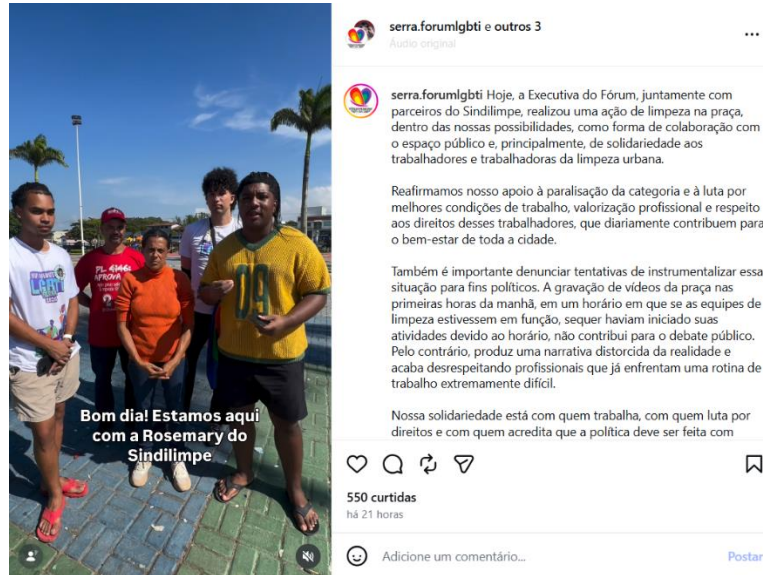 serra.forumlgbti e outros 3
Áudio original
serra.forumlgbti Hoje, a Executiva do Fórum, juntamente com
parceiros do Sindilimpe, realizou uma ação de limpeza na praça,
dentro das nossas possibilidades, como forma de colaboração com
o espaço público e, principalmente, de solidariedade aos
trabalhadores e trabalhadoras da limpeza urbana.
Reafirmamos nosso apoio à paralisação da categoria e à luta por
melhores condições de trabalho, valorização profissional e respeito
aos direitos desses trabalhadores, que diariamente contribuem para
o bem-estar de toda a cidade.
Também é importante denunciar tentativas de instrumentalizar essa
situação para fins políticos. A gravação de vídeos da praça nas
primeiras horas da manhã, em um horário em que se as equipes de
limpeza estivessem em função, sequer haviam iniciado suas
atividades devido ao horário, não contribui para o debate público.
Pelo contrário, produz uma narrativa distorcida da realidade e
acaba desrespeitando profissionais que já enfrentam uma rotina de
trabalho extremamente difícil.
Nossa solidariedade está com quem trabalha, com quem luta por
direitos e com quem acredita que a política deve ser feita com
550 curtidas
há 21 horas
Adicione um comentário...
Postar
LGBTI
PL 4146
APROVA
09
Bom dia! Estamos aqui
com a Rosemary do
Sindilimpe